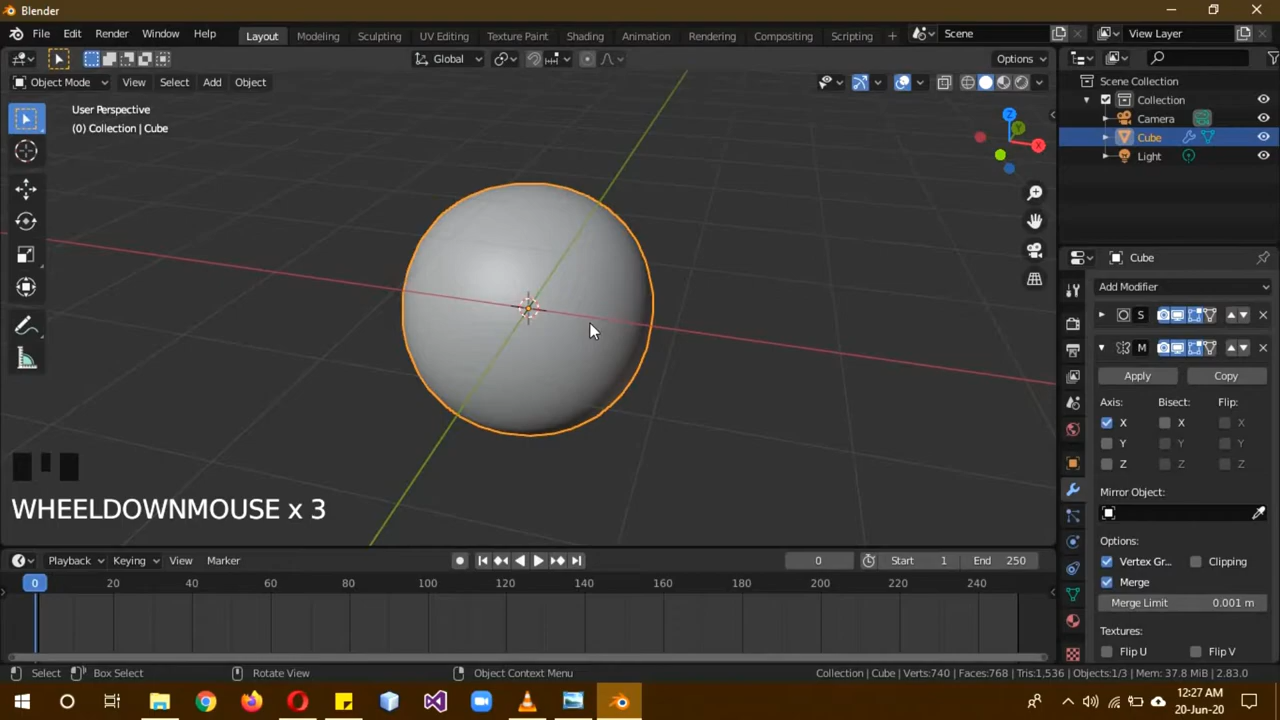 Blender
File Edit Render Window Help Layout Modeling Sculpting UV Editing Texture Paint Shading Animation Rendering Compositing Scripting + Scene View Layer
Global Options
Object Mode View Select Add Object
User Perspective
(0) Collection | Cube
Z
Y
X
Scene Collection
Collection
Camera
Cube
Light
Cube
Add Modifier
S
M
Apply Copy
Axis: Bisect: Flip:
X X X
Y Y Y
Z Z Z
Mirror Object:
Options:
Vertex Gr... Clipping
Merge
Merge Limit 0.001 m
Textures:
Flip U Flip V
WHEELDOWNMOUSE x 3
Playback Keying View Marker 0 Start 1 End 250
0 20 40 60 80 100 120 140 160 180 200 220 240
Select Box Select Rotate View Object Context Menu Collection | Cube | Verts:740 | Faces:768 | Tris:1,536 | Objects:1/3 | Mem: 37.8 MiB | 2.83.0
12:27 AM
20-Jun-20